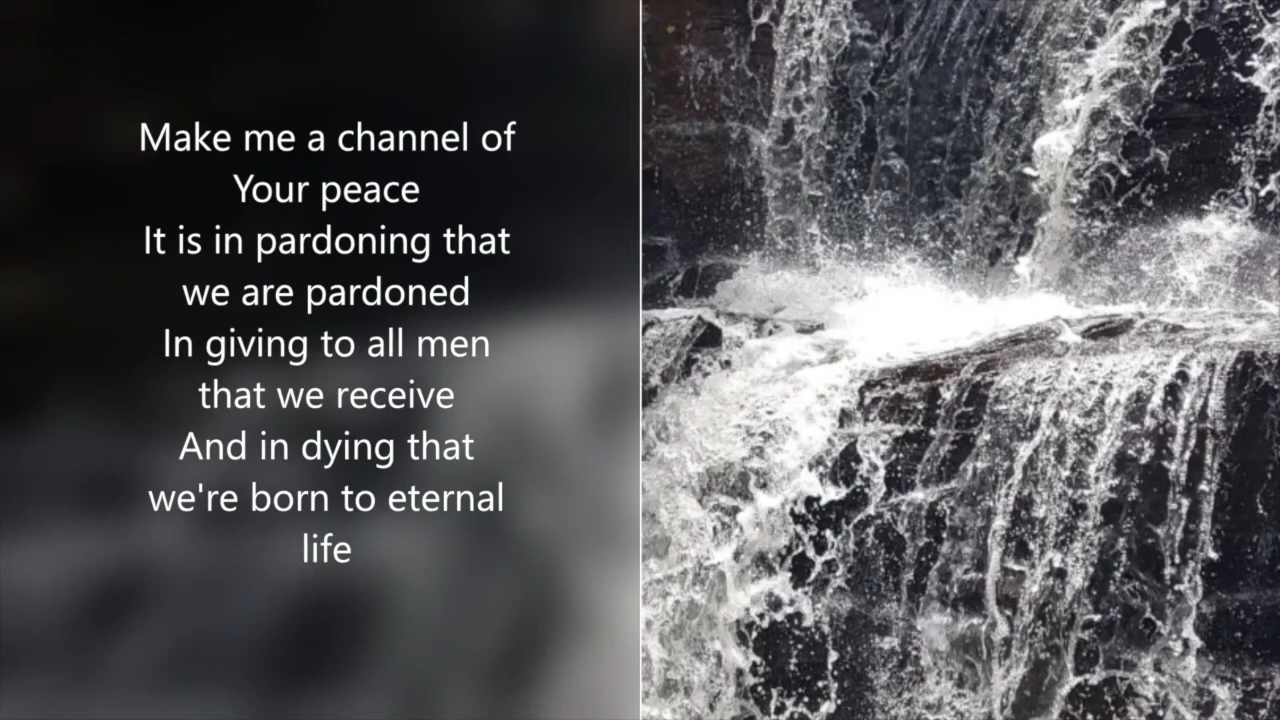 Make me a channel of
Your peace
It is in pardoning that
we are pardoned
In giving to all men
that we receive
And in dying that
we're born to eternal
life